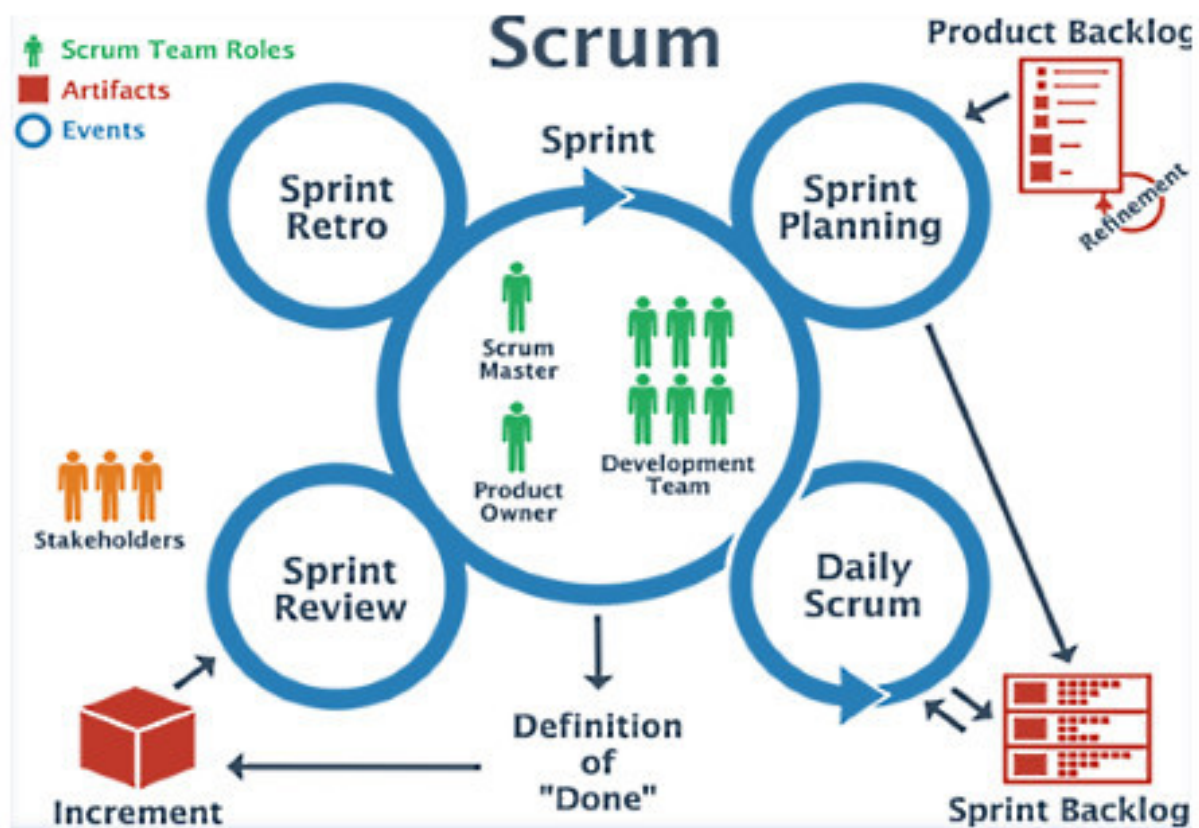 Scrum
Scrum Team Roles
Artifacts
Events
Product Backlog
Refinement
Sprint
Sprint
Retro
Sprint
Planning
Scrum
Master
Product
Owner
Development
Team
Stakeholders
Sprint
Review
Daily
Scrum
Definition
of
"Done"
Increment
Sprint Backlog